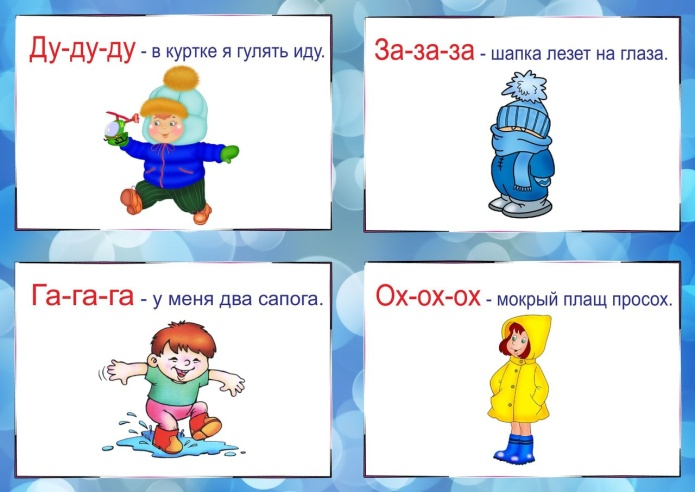 Ду-ду-ду - в куртке я гулять иду.
За-за-за - шапка лезет на глаза.
Га-га-га - у меня два сапога.
Ох-ох-ох - мокрый плащ просох.